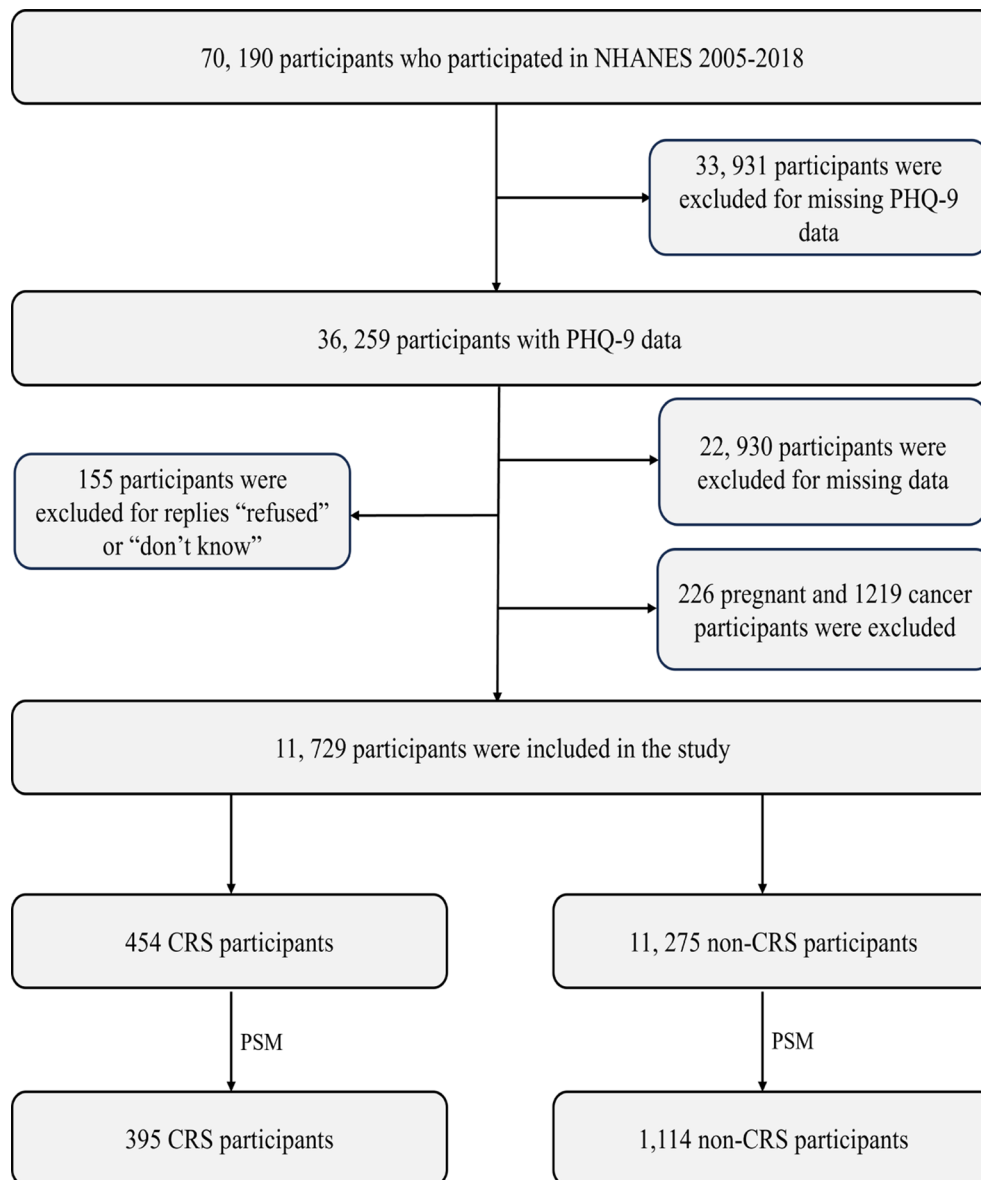 70, 190 participants who participated in NHANES 2005-2018
33, 931 participants were
excluded for missing PHQ-9
data
36, 259 participants with PHQ-9 data
22, 930 participants were
excluded for missing data
155 participants were
excluded for replies “refused”
or “don’t know”
226 pregnant and 1219 cancer
participants were excluded
11, 729 participants were included in the study
454 CRS participants
11, 275 non-CRS participants
PSM
PSM
395 CRS participants
1,114 non-CRS participants